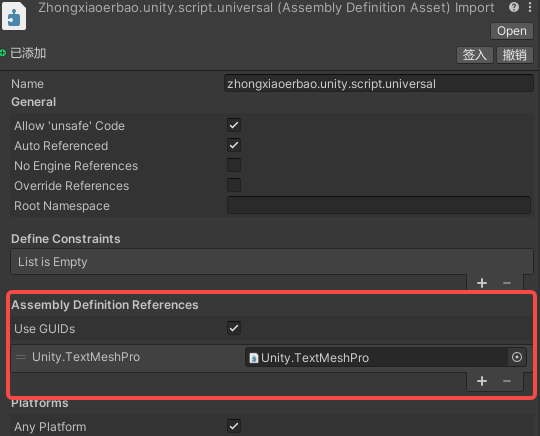 Zhongxiaoerbao.unity.script.universal (Assembly Definition Asset) Import
Open
已添加
签入 撤销
Name zhongxiaoerbao.unity.script.universal
General
Allow 'unsafe' Code
Auto Referenced
No Engine References
Override References
Root Namespace
Define Constraints
List is Empty
Assembly Definition References
Use GUIDs
Unity.TextMeshPro Unity.TextMeshPro
Platforms
Any Platform